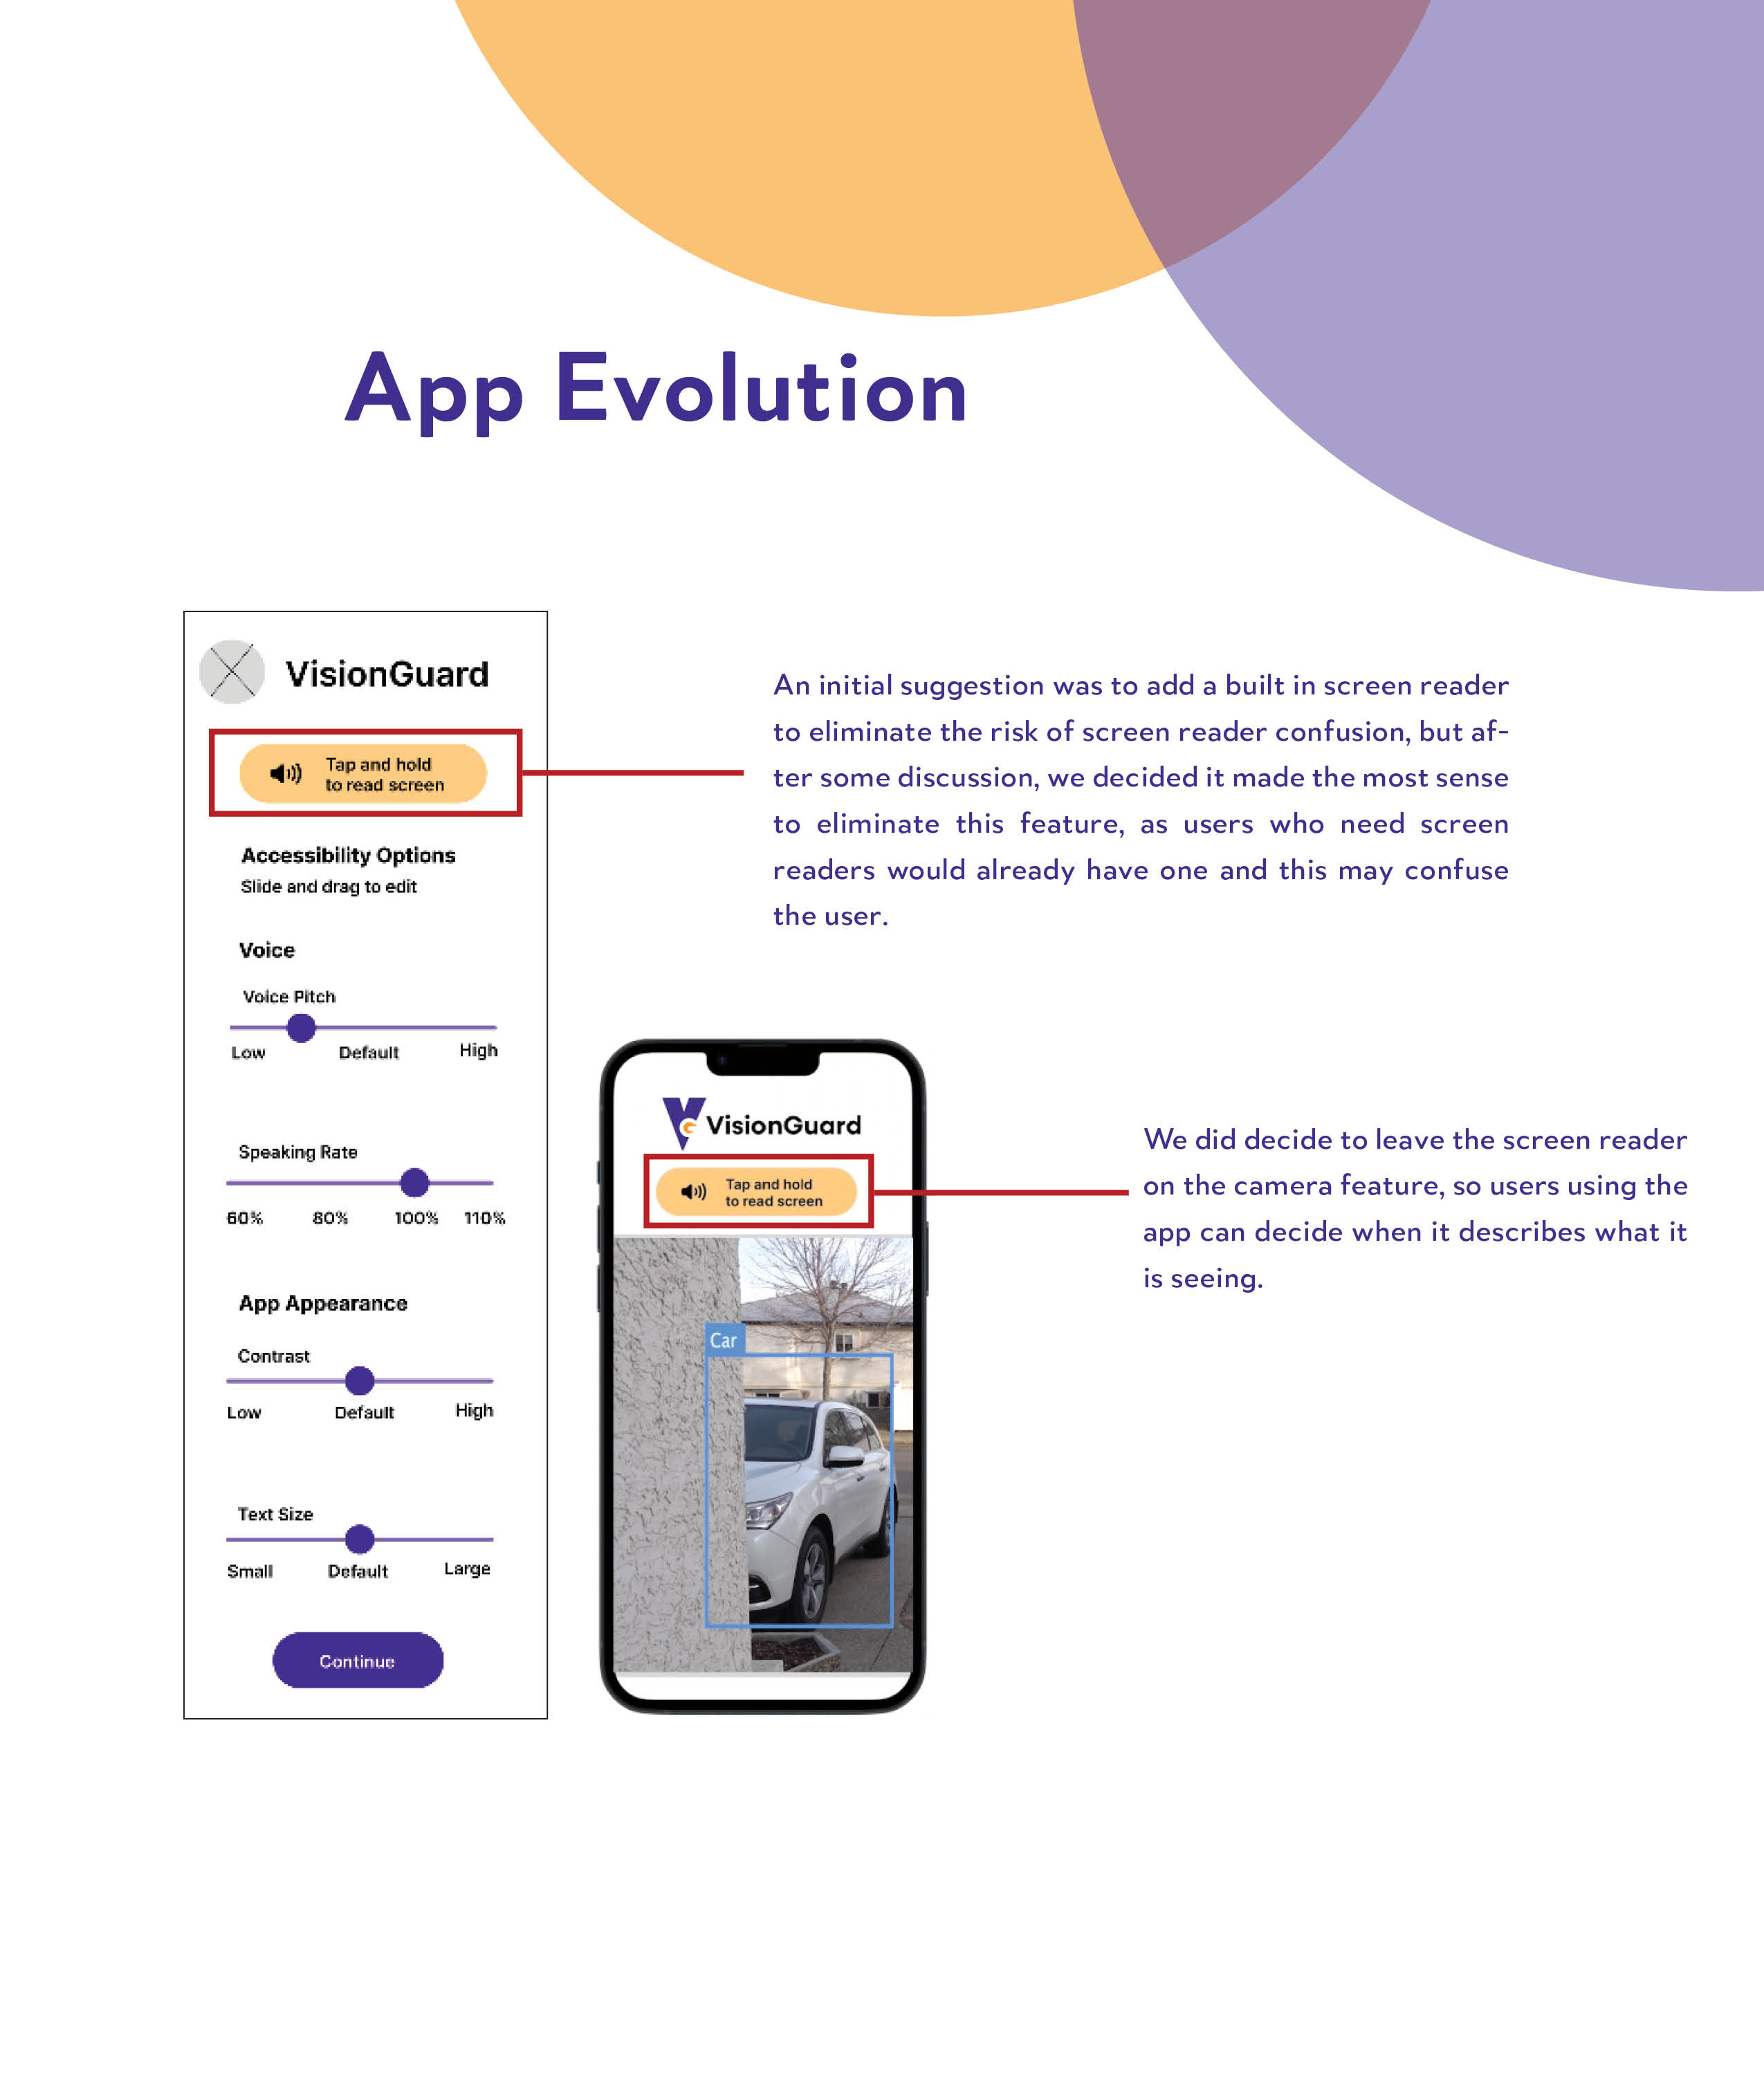 App Evolution
VisionGuard
Tap and hold
to read screen
Accessibility Options
Slide and drag to edit
Voice
Voice Pitch
Low Default High
Speaking Rate
60% 80% 100% 110%
App Appearance
Contrast
Low Default High
Text Size
Small Default Large
Continue
An initial suggestion was to add a built in screen reader
to eliminate the risk of screen reader confusion, but af-
ter some discussion, we decided it made the most sense
to eliminate this feature, as users who need screen
readers would already have one and this may confuse
the user.
VG VisionGuard
Tap and hold
to read screen
Car
We did decide to leave the screen reader
on the camera feature, so users using the
app can decide when it describes what it
is seeing.